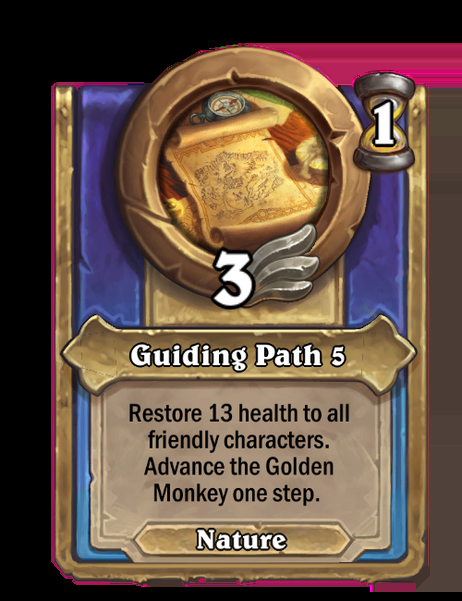 1
3
Guiding Path 5
Restore 13 health to all
friendly characters.
Advance the Golden
Monkey one step.
Nature